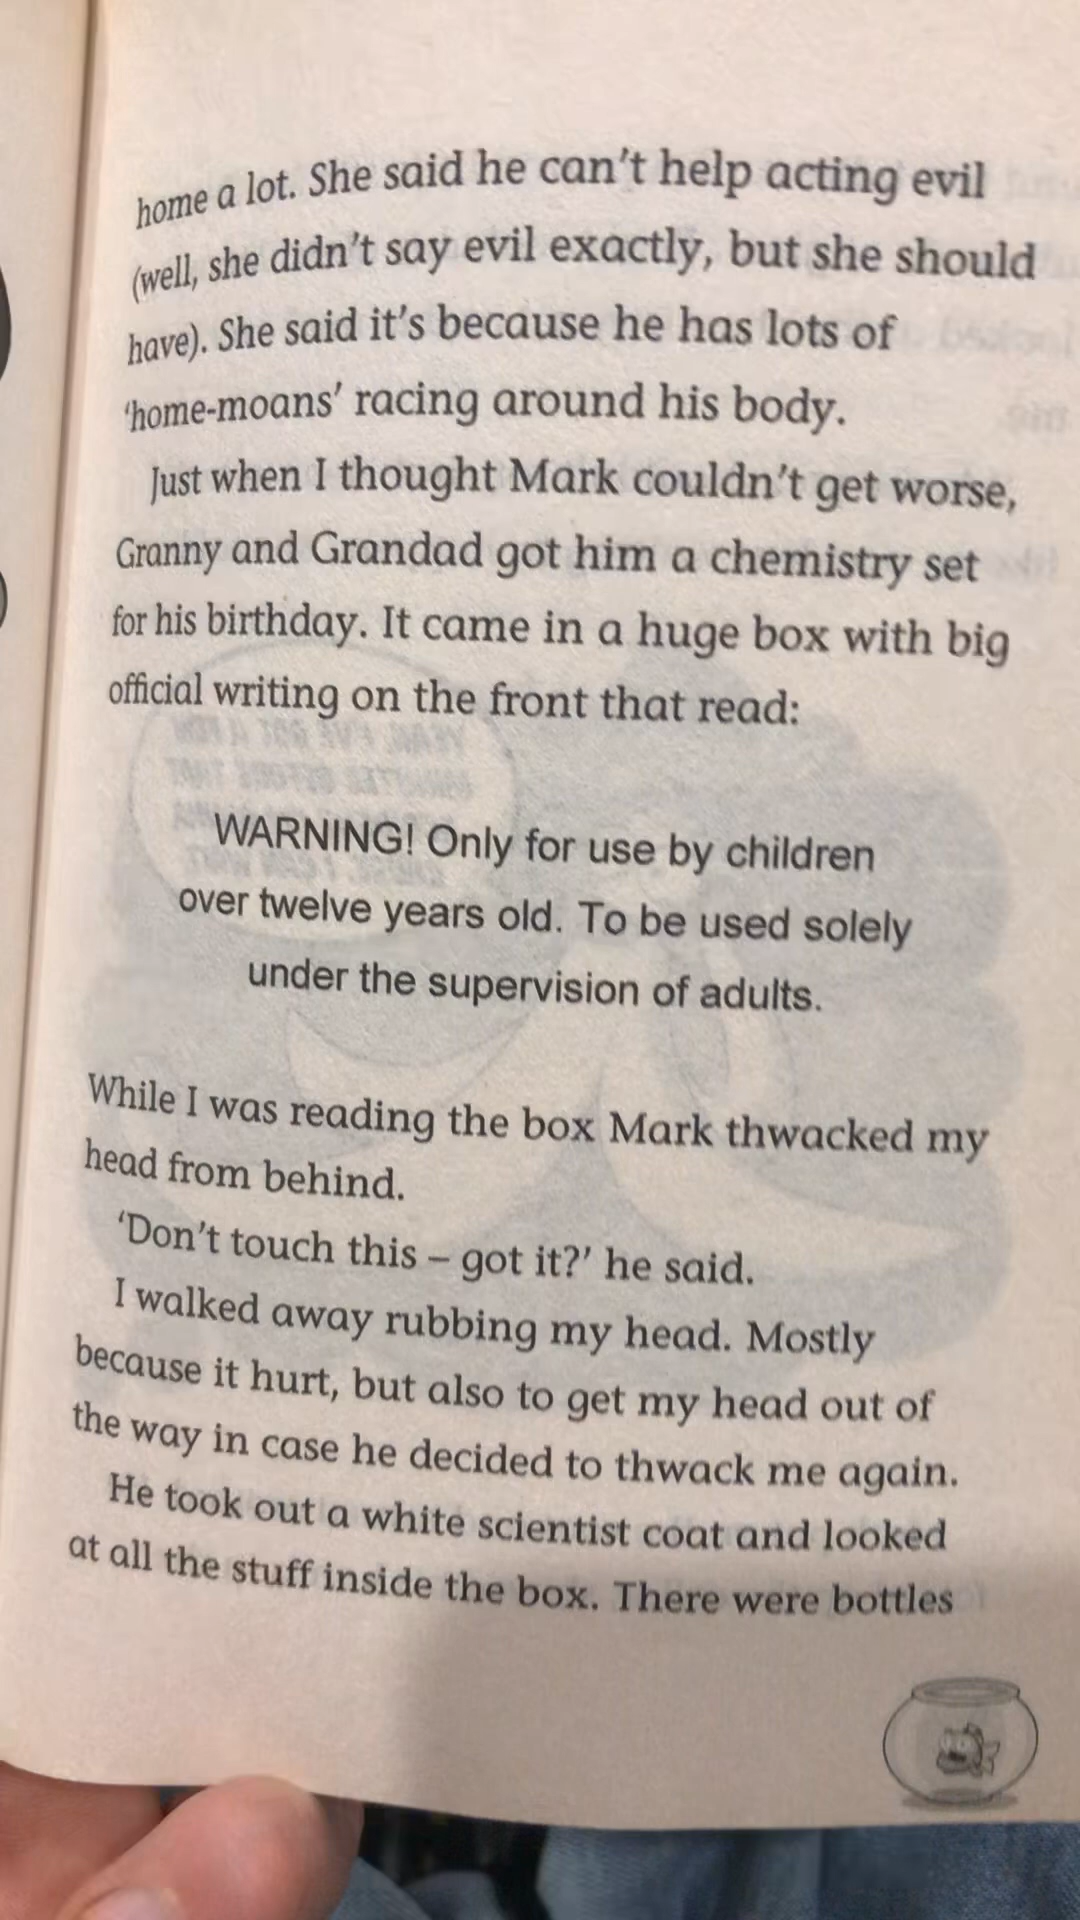 home a lot. She said he can't help acting evil
(well, she didn't say evil exactly, but she should
have). She said it's because he has lots of
‘home-moans’ racing around his body.
Just when I thought Mark couldn't get worse,
Granny and Grandad got him a chemistry set
for his birthday. It came in a huge box with big
official writing on the front that read:
WARNING! Only for use by children
over twelve years old. To be used solely
under the supervision of adults.
While I was reading the box Mark thwacked my
head from behind.
‘Don't touch this – got it?’ he said.
I walked away rubbing my head. Mostly
because it hurt, but also to get my head out of
the way in case he decided to thwack me again.
He took out a white scientist coat and looked
at all the stuff inside the box. There were bottles